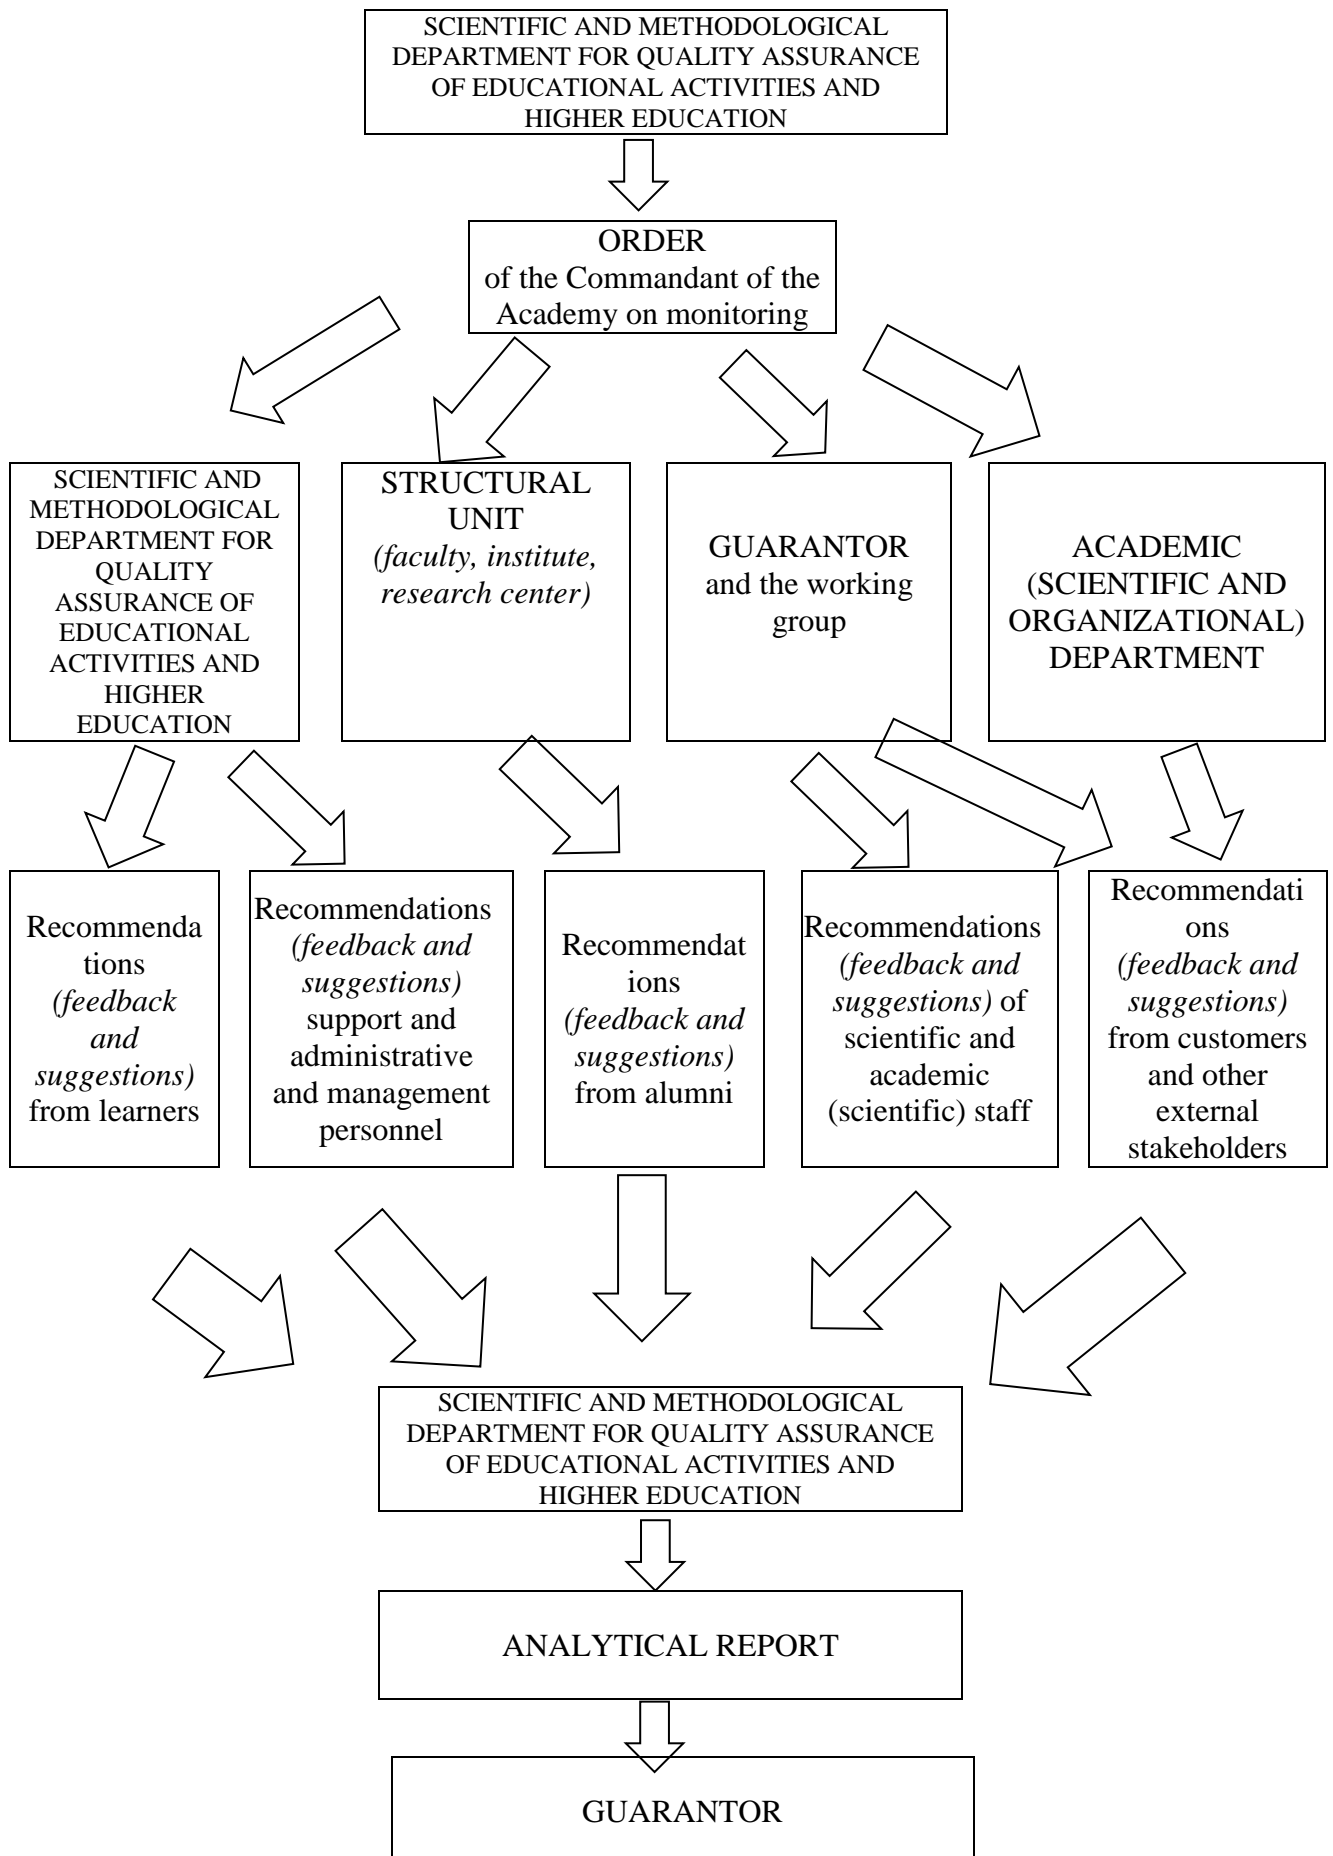 SCIENTIFIC AND METHODOLOGICAL
DEPARTMENT FOR QUALITY ASSURANCE
OF EDUCATIONAL ACTIVITIES AND
HIGHER EDUCATION
ORDER
of the Commandant of the
Academy on monitoring
SCIENTIFIC AND
METHODOLOGICAL
DEPARTMENT FOR
QUALITY
ASSURANCE OF
EDUCATIONAL
ACTIVITIES AND
HIGHER
EDUCATION
STRUCTURAL
UNIT
(faculty, institute,
research center)
GUARANTOR
and the working
group
ACADEMIC
(SCIENTIFIC AND
ORGANIZATIONAL)
DEPARTMENT
Recommenda
tions
(feedback
and
suggestions)
from learners
Recommendations
(feedback and
suggestions)
support and
administrative
and management
personnel
Recommendat
ions
(feedback and
suggestions)
from alumni
Recommendations
(feedback and
suggestions) of
scientific and
academic
(scientific) staff
Recommendati
ons
(feedback and
suggestions)
from customers
and other
external
stakeholders
SCIENTIFIC AND METHODOLOGICAL
DEPARTMENT FOR QUALITY ASSURANCE
OF EDUCATIONAL ACTIVITIES AND
HIGHER EDUCATION
ANALYTICAL REPORT
GUARANTOR